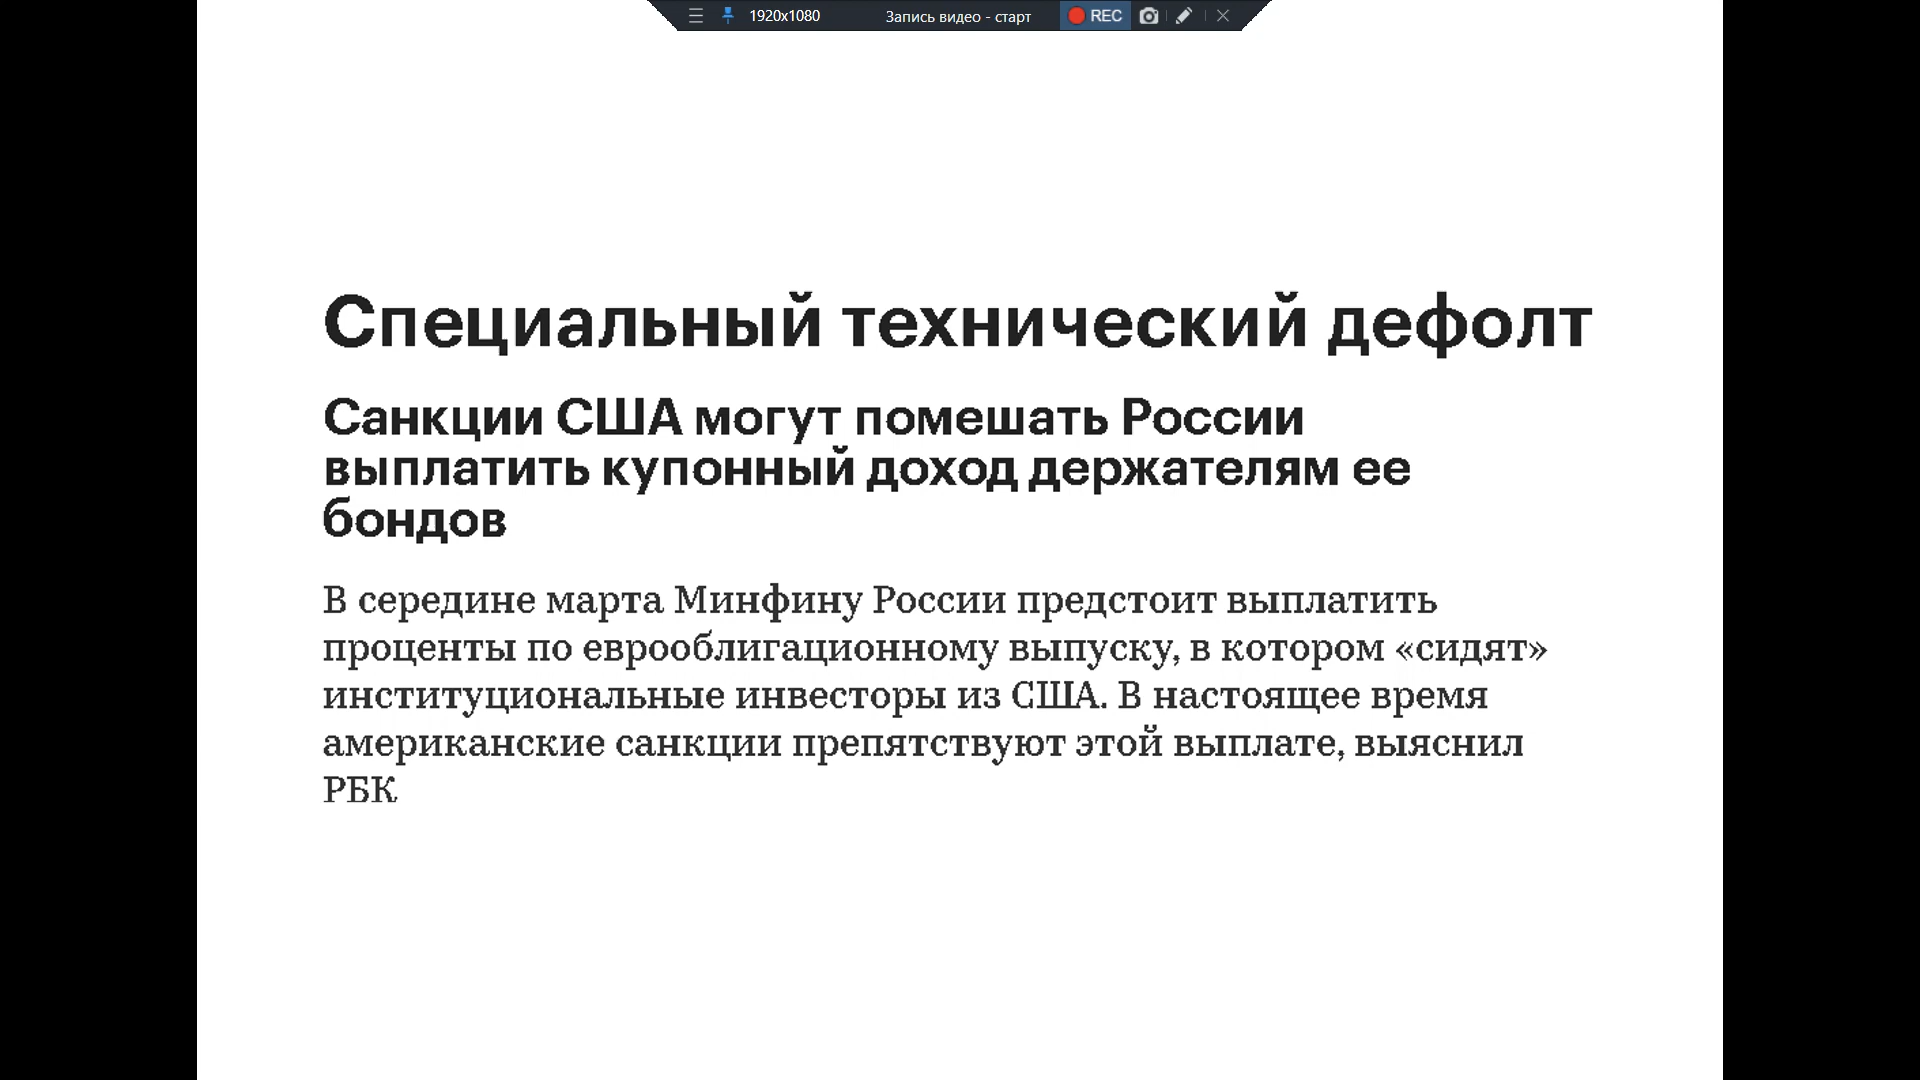 1920x1080 Запись видео - старт REC
Специальный технический дефолт
Санкции США могут помешать России
выплатить купонный доход держателям ее
бондов
В середине марта Минфину России предстоит выплатить
проценты по еврооблигационному выпуску, в котором «сидят»
институциональные инвесторы из США. В настоящее время
американские санкции препятствуют этой выплате, выяснил
РБК